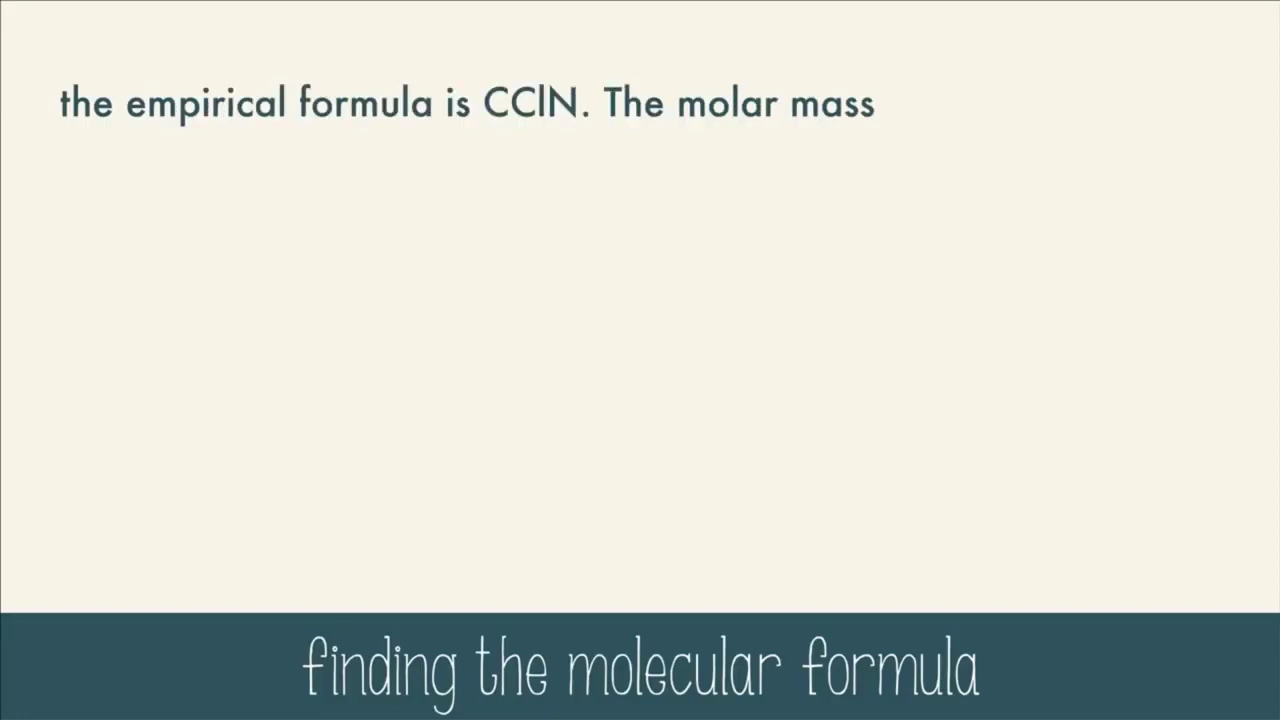 the empirical formula is CClN. The molar mass
finding the molecular formula